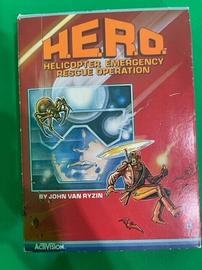 H.E.R.O.
HELICOPTER EMERGENCY
RESCUE OPERATION
BY JOHN VAN RYZIN
ACTIVISION